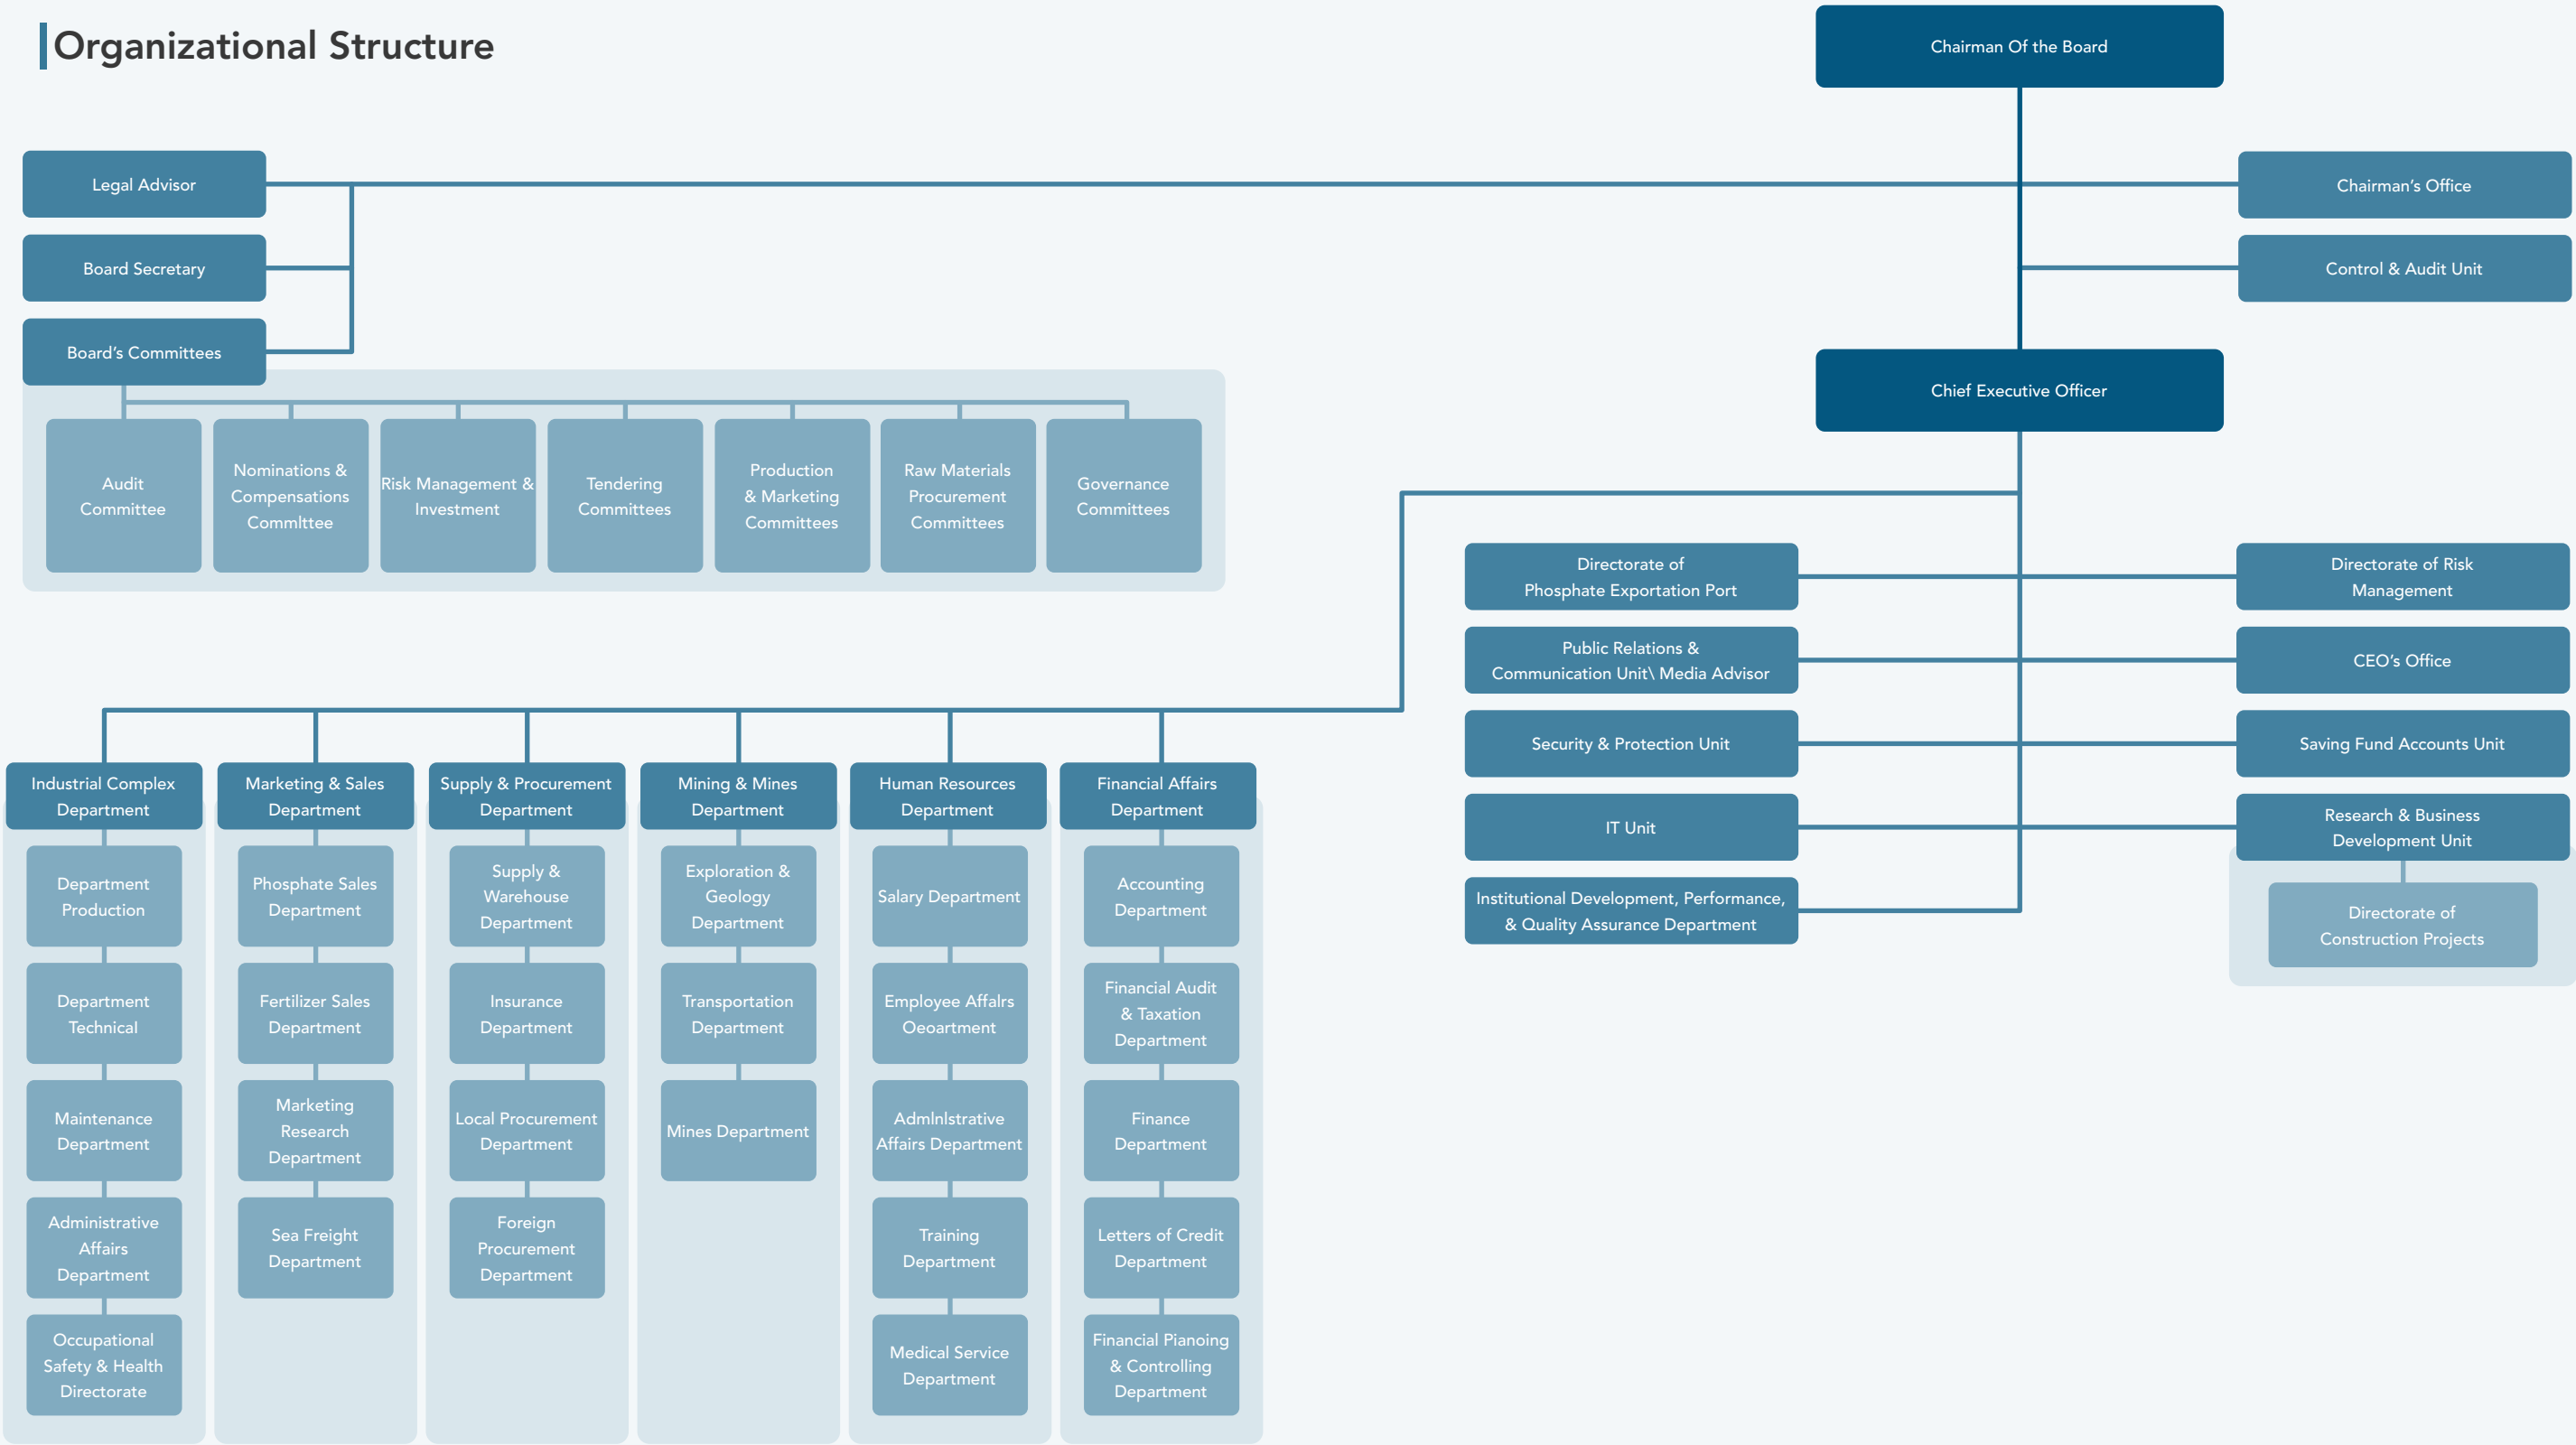 Organizational Structure
Chairman Of the Board
Legal Advisor
Chairman's Office
Board Secretary
Control & Audit Unit
Board's Committees
Chief Executive Officer
Audit
Committee
Nominations &
Compensations
Commlttee
Risk Management &
Investment
Tendering
Committees
Production
& Marketing
Committees
Raw Materials
Procurement
Committees
Governance
Committees
Directorate of
Phosphate Exportation Port
Directorate of Risk
Management
Public Relations &
Communication Unit\ Media Advisor
CEO's Office
Security & Protection Unit
Saving Fund Accounts Unit
IT Unit
Research & Business
Development Unit
Institutional Development, Performance,
& Quality Assurance Department
Directorate of
Construction Projects
Industrial Complex
Department
Department
Production
Department
Technical
Maintenance
Department
Administrative
Affairs
Department
Occupational
Safety & Health
Directorate
Marketing & Sales
Department
Phosphate Sales
Department
Fertilizer Sales
Department
Marketing
Research
Department
Sea Freight
Department
Supply & Procurement
Department
Supply &
Warehouse
Department
Insurance
Department
Local Procurement
Department
Foreign
Procurement
Department
Mining & Mines
Department
Exploration &
Geology
Department
Transportation
Department
Mines Department
Human Resources
Department
Salary Department
Employee Affalrs
Oeoartment
Admlnlstrative
Affairs Department
Training
Department
Medical Service
Department
Financial Affairs
Department
Accounting
Department
Financial Audit
& Taxation
Department
Finance
Department
Letters of Credit
Department
Financial Pianoing
& Controlling
Department